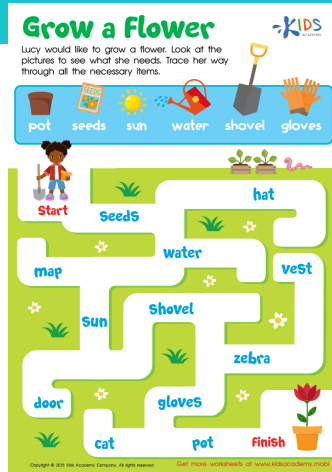 Grow a Flower
KIDS
ACADEMY
Lucy would like to grow a flower. Look at the
pictures to see what she needs. Trace her way
through all the necessary items.
SEEDS
pot seeds sun water shovel gloves
Start
seeds
hat
water
map
vest
sun
shovel
zebra
door
gloves
cat
pot
Finish
Copyright © 2015 Kids Academy Company. All rights reserved.
Get more worksheets at www.kidsacademy.mobi